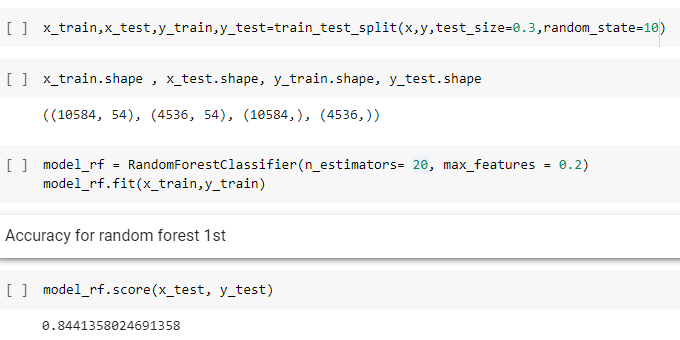 [ ] x_train,x_test,y_train,y_test=train_test_split(x,y,test_size=0.3,random_state=10)
[ ] x_train.shape , x_test.shape, y_train.shape, y_test.shape
((10584, 54), (4536, 54), (10584,), (4536,))
[ ] model_rf = RandomForestClassifier(n_estimators= 20, max_features = 0.2)
model_rf.fit(x_train,y_train)
Accuracy for random forest 1st
[ ] model_rf.score(x_test, y_test)
0.8441358024691358